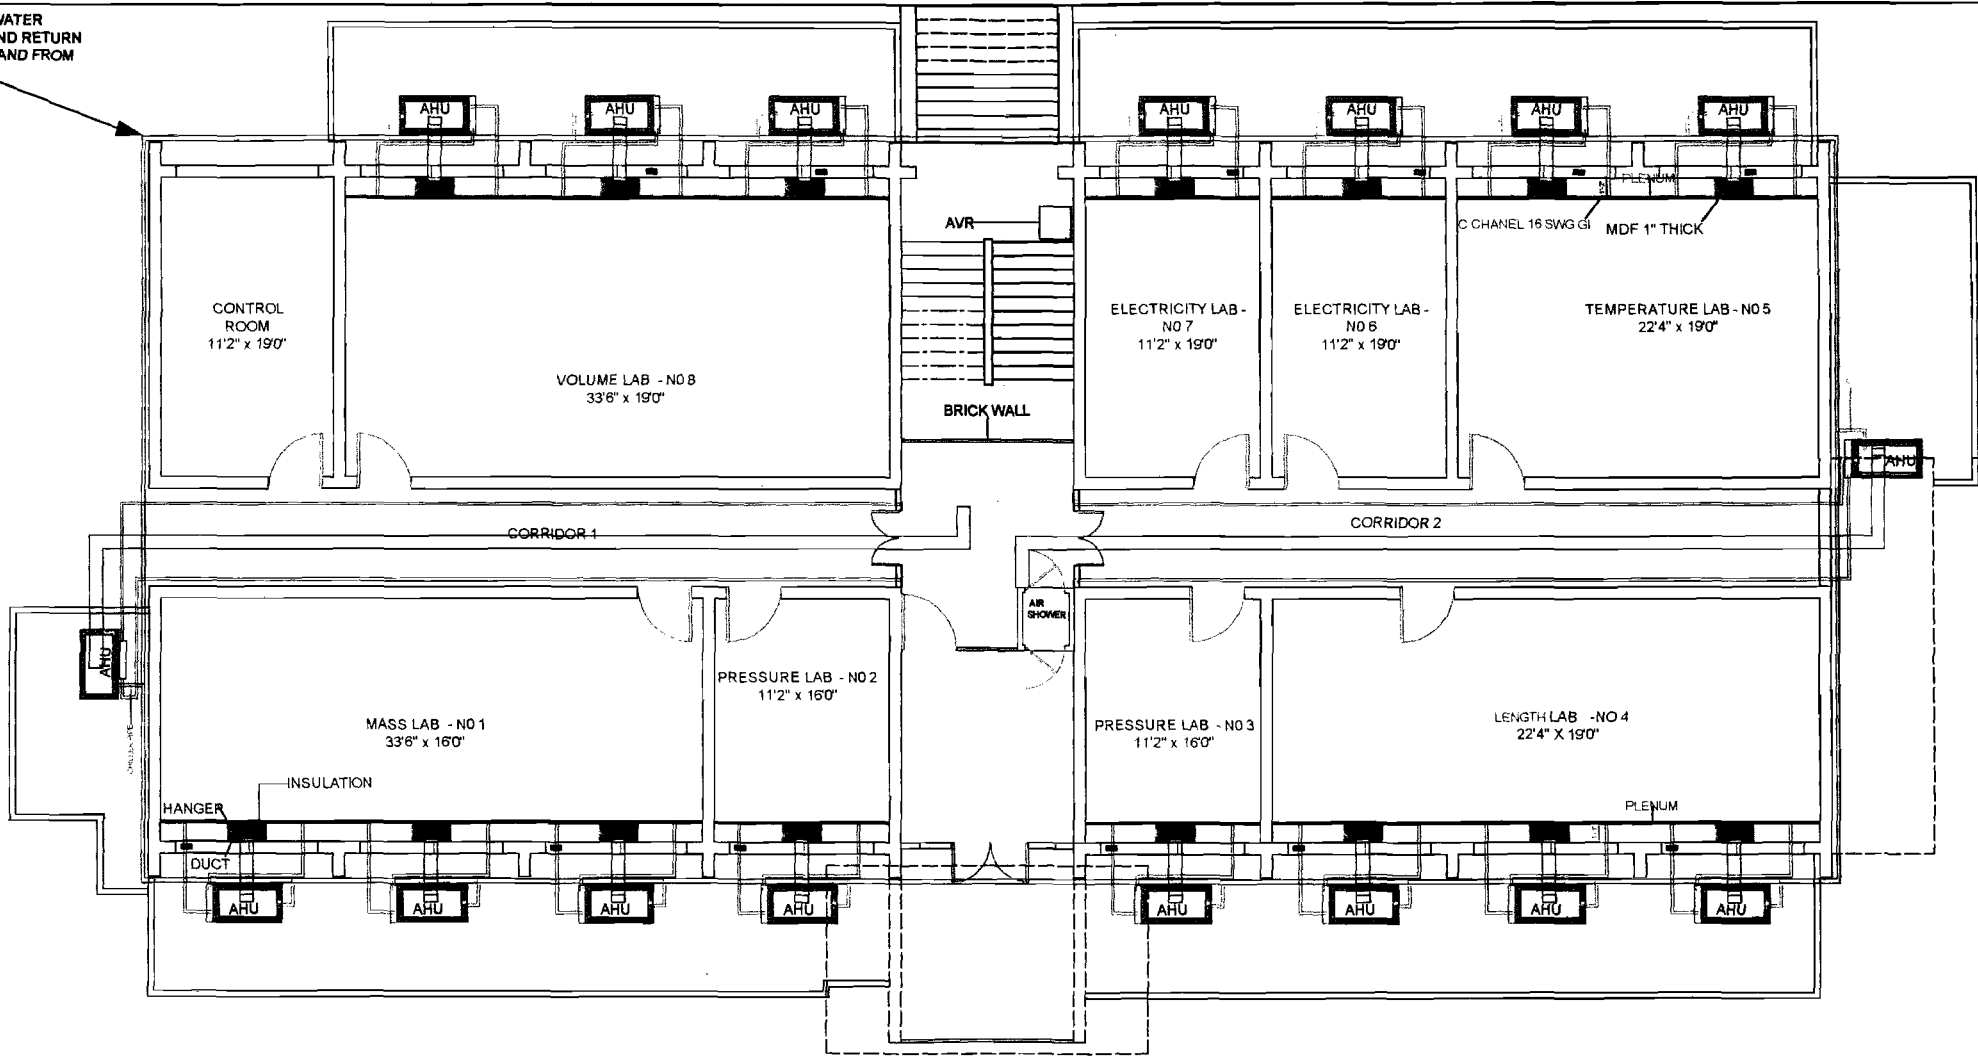 WATER
AND RETURN
AND FROM
AHU
AHU
AHU
AHU
AHU
AHU
AHU
PLENUM
C CHANEL 16 SWG GI
MDF 1" THICK
AVR
CONTROL
ROOM
11'2" x 19'0"
VOLUME LAB - NO 8
33'6" x 19'0"
ELECTRICITY LAB -
NO 7
11'2" x 19'0"
ELECTRICITY LAB -
NO 6
11'2" x 19'0"
TEMPERATURE LAB - NO 5
22'4" x 19'0"
BRICK WALL
AHU
CORRIDOR 1
CORRIDOR 2
AIR
SHOWER
AHU
MASS LAB - NO 1
33'6" x 16'0"
PRESSURE LAB - NO 2
11'2" x 16'0"
PRESSURE LAB - NO 3
11'2" x 16'0"
LENGTH LAB - NO 4
22'4" X 19'0"
INSULATION
HANGER
DUCT
PLENUM
AHU
AHU
AHU
AHU
AHU
AHU
AHU
AHU